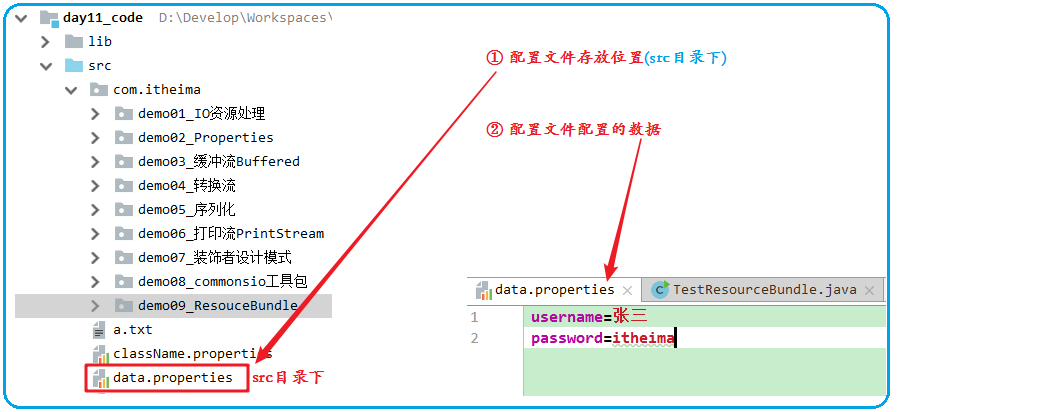 day11_code D:\Develop\Workspaces\
lib
src
com.itheima
demo01_IO资源处理
demo02_Properties
demo03_缓冲流Buffered
demo04_转换流
demo05_序列化
demo06_打印流PrintStream
demo07_装饰者设计模式
demo08_commonsio工具包
demo09_ResouceBundle
a.txt
className.properties
data.properties
src目录下
① 配置文件存放位置(src目录下)
② 配置文件配置的数据
data.properties
TestResourceBundle.java
1 username=张三
2 password=itheima